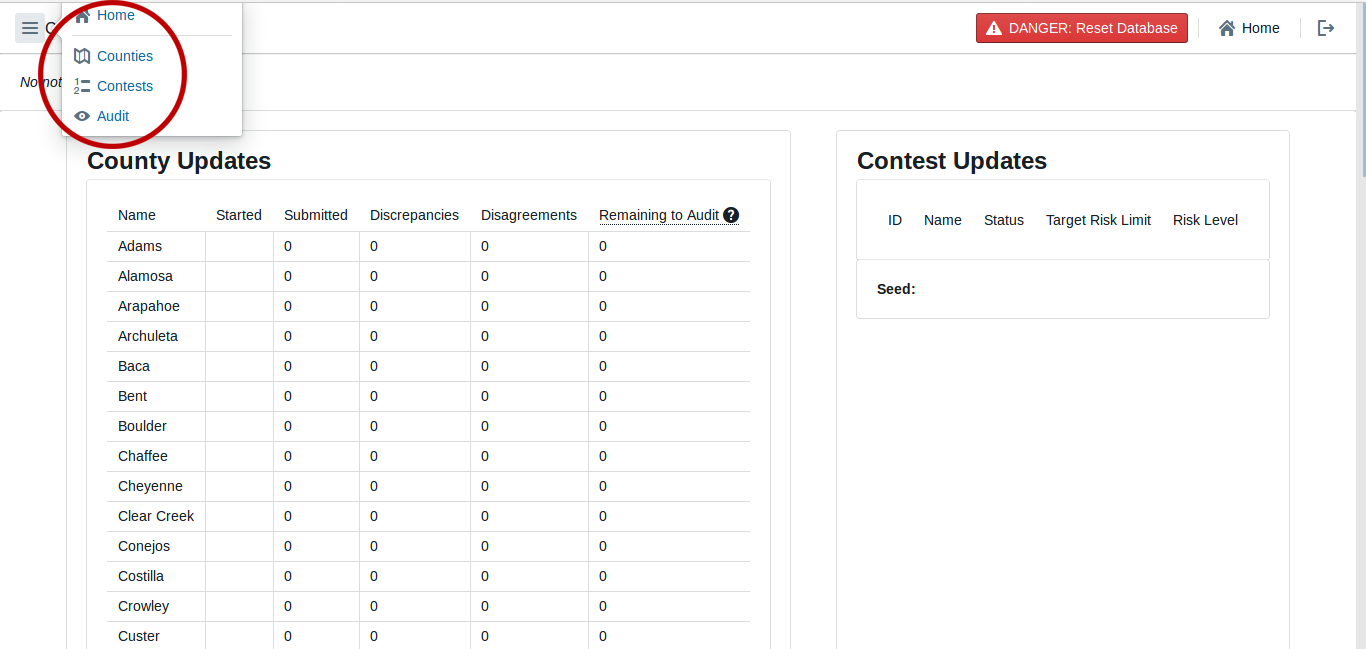 Home
C
DANGER: Reset Database
Home
Counties
No not
Contests
Audit
County Updates
Contest Updates
Name Started Submitted Discrepancies Disagreements Remaining to Audit ?
ID Name Status Target Risk Limit Risk Level
Adams 0 0 0 0
Alamosa 0 0 0 0
Seed:
Arapahoe 0 0 0 0
Archuleta 0 0 0 0
Baca 0 0 0 0
Bent 0 0 0 0
Boulder 0 0 0 0
Chaffee 0 0 0 0
Cheyenne 0 0 0 0
Clear Creek 0 0 0 0
Conejos 0 0 0 0
Costilla 0 0 0 0
Crowley 0 0 0 0
Custer 0 0 0 0